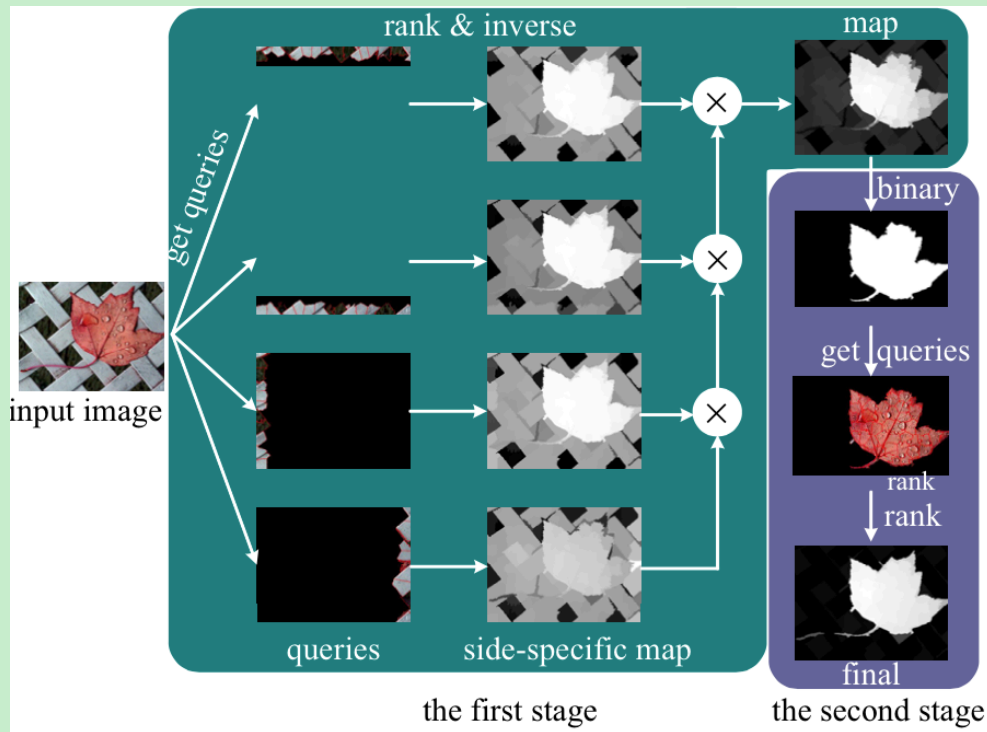 rank & inverse
map
get queries
binary
input image
get queries
rank
rank
queries
side-specific map
final
the first stage
the second stage